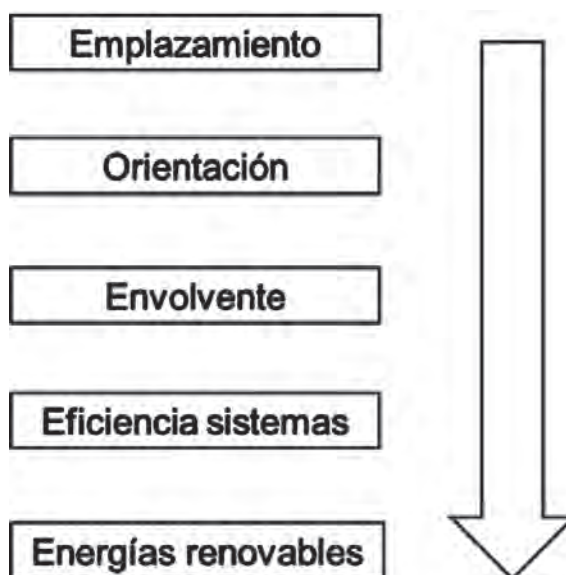 Emplazamiento
Orientación
Envolvente
Eficiencia sistemas
Energías renovables